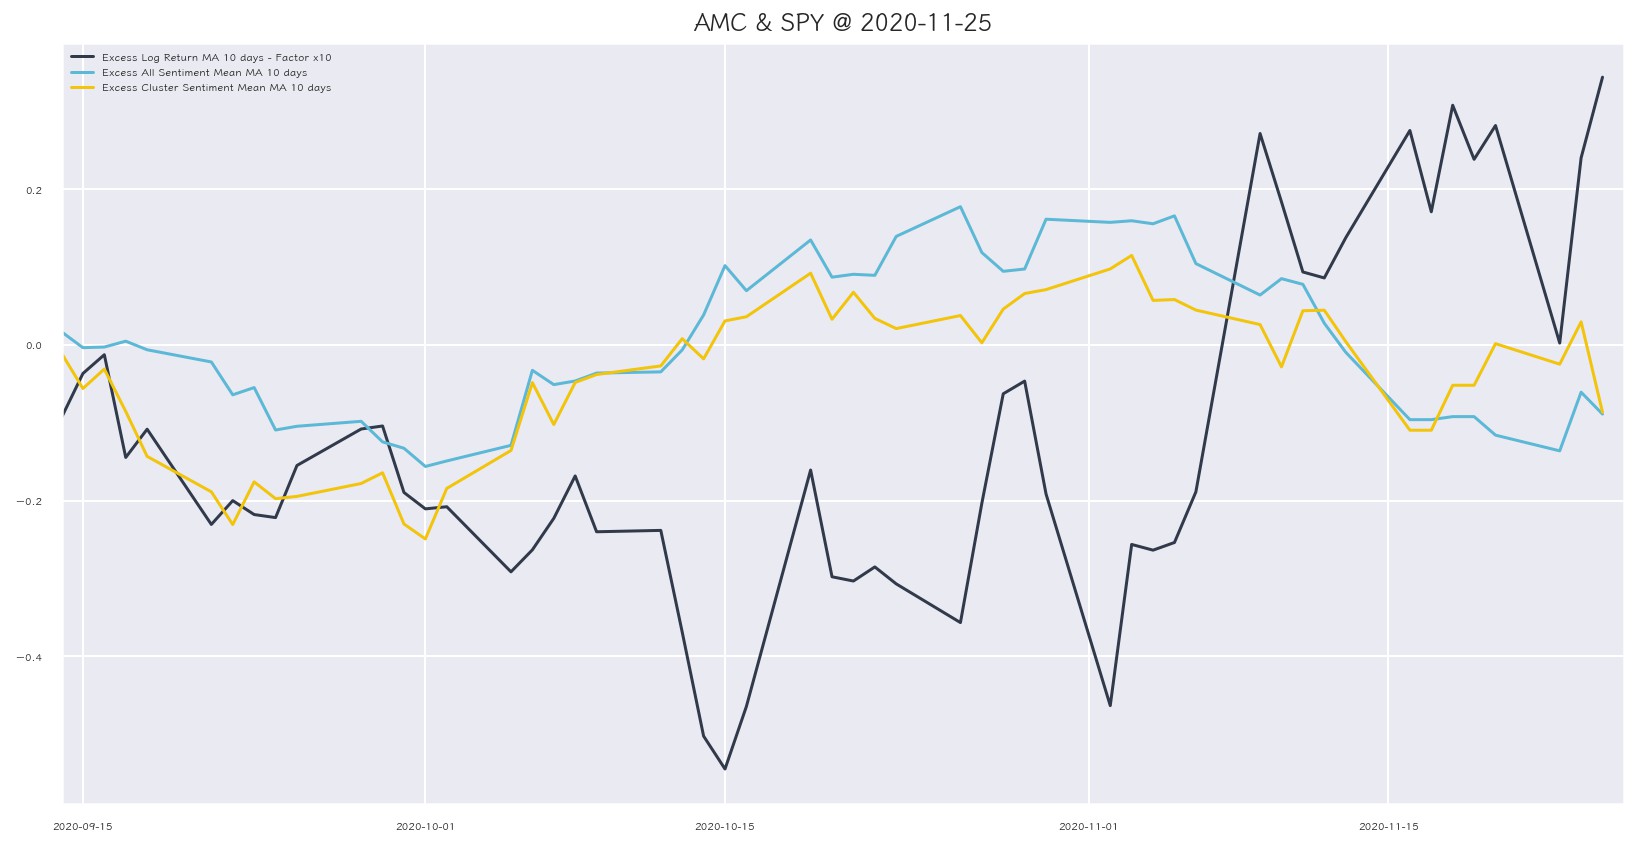 AMC & SPY @ 2020-11-25
Excess Log Return MA 10 days - Factor x10
Excess All Sentiment Mean MA 10 days
Excess Cluster Sentiment Mean MA 10 days
0.2
0.0
−0.2
−0.4
2020-09-15 2020-10-01 2020-10-15 2020-11-01 2020-11-15